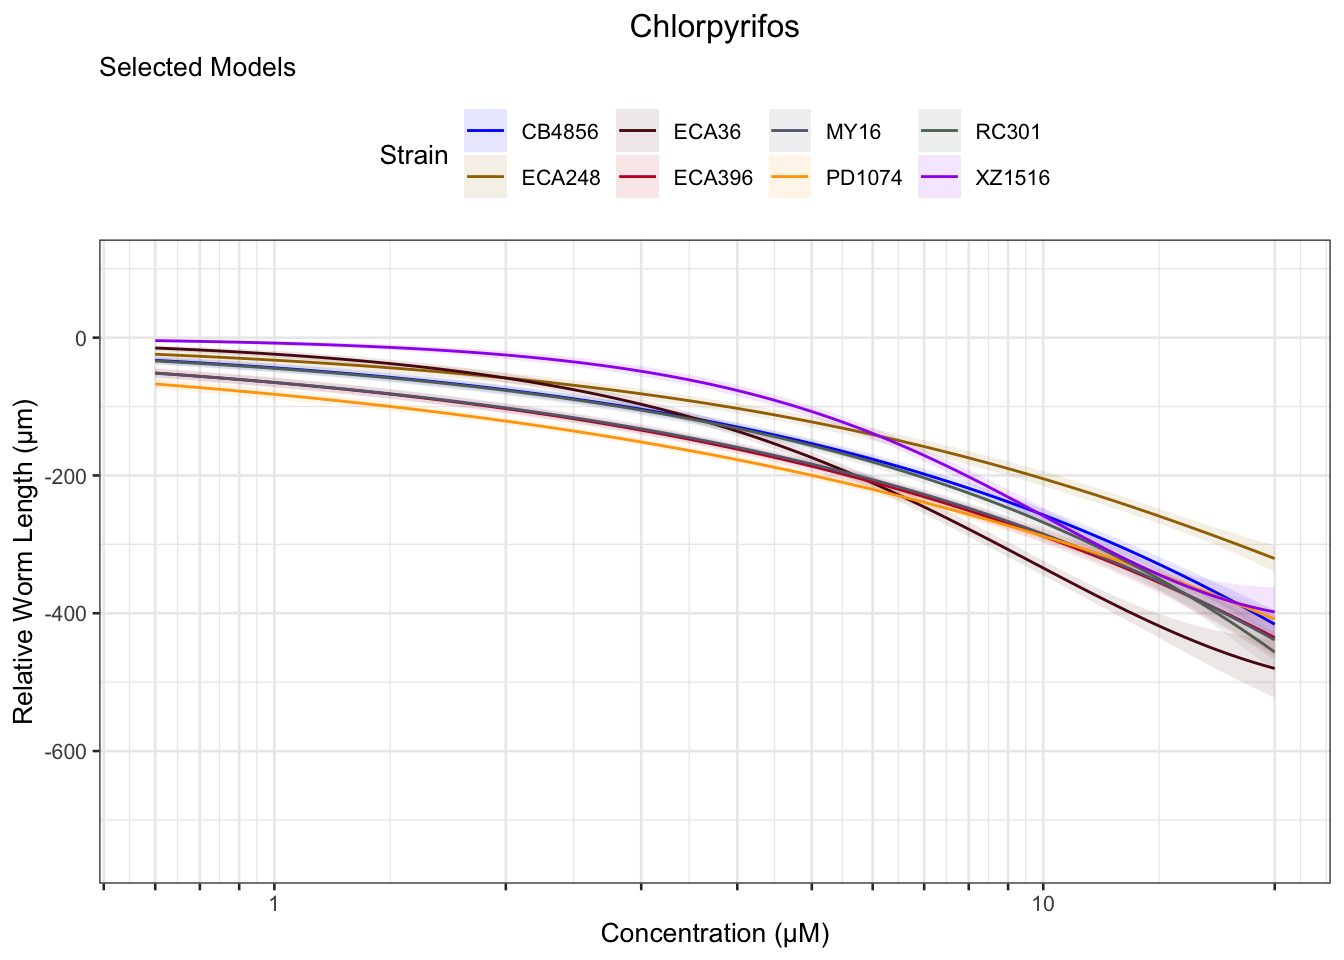 Chlorpyrifos
Selected Models
Strain
CB4856 ECA36 MY16 RC301
ECA248 ECA396 PD1074 XZ1516
Relative Worm Length (µm)
0
-200
-400
-600
1 10
Concentration (µM)